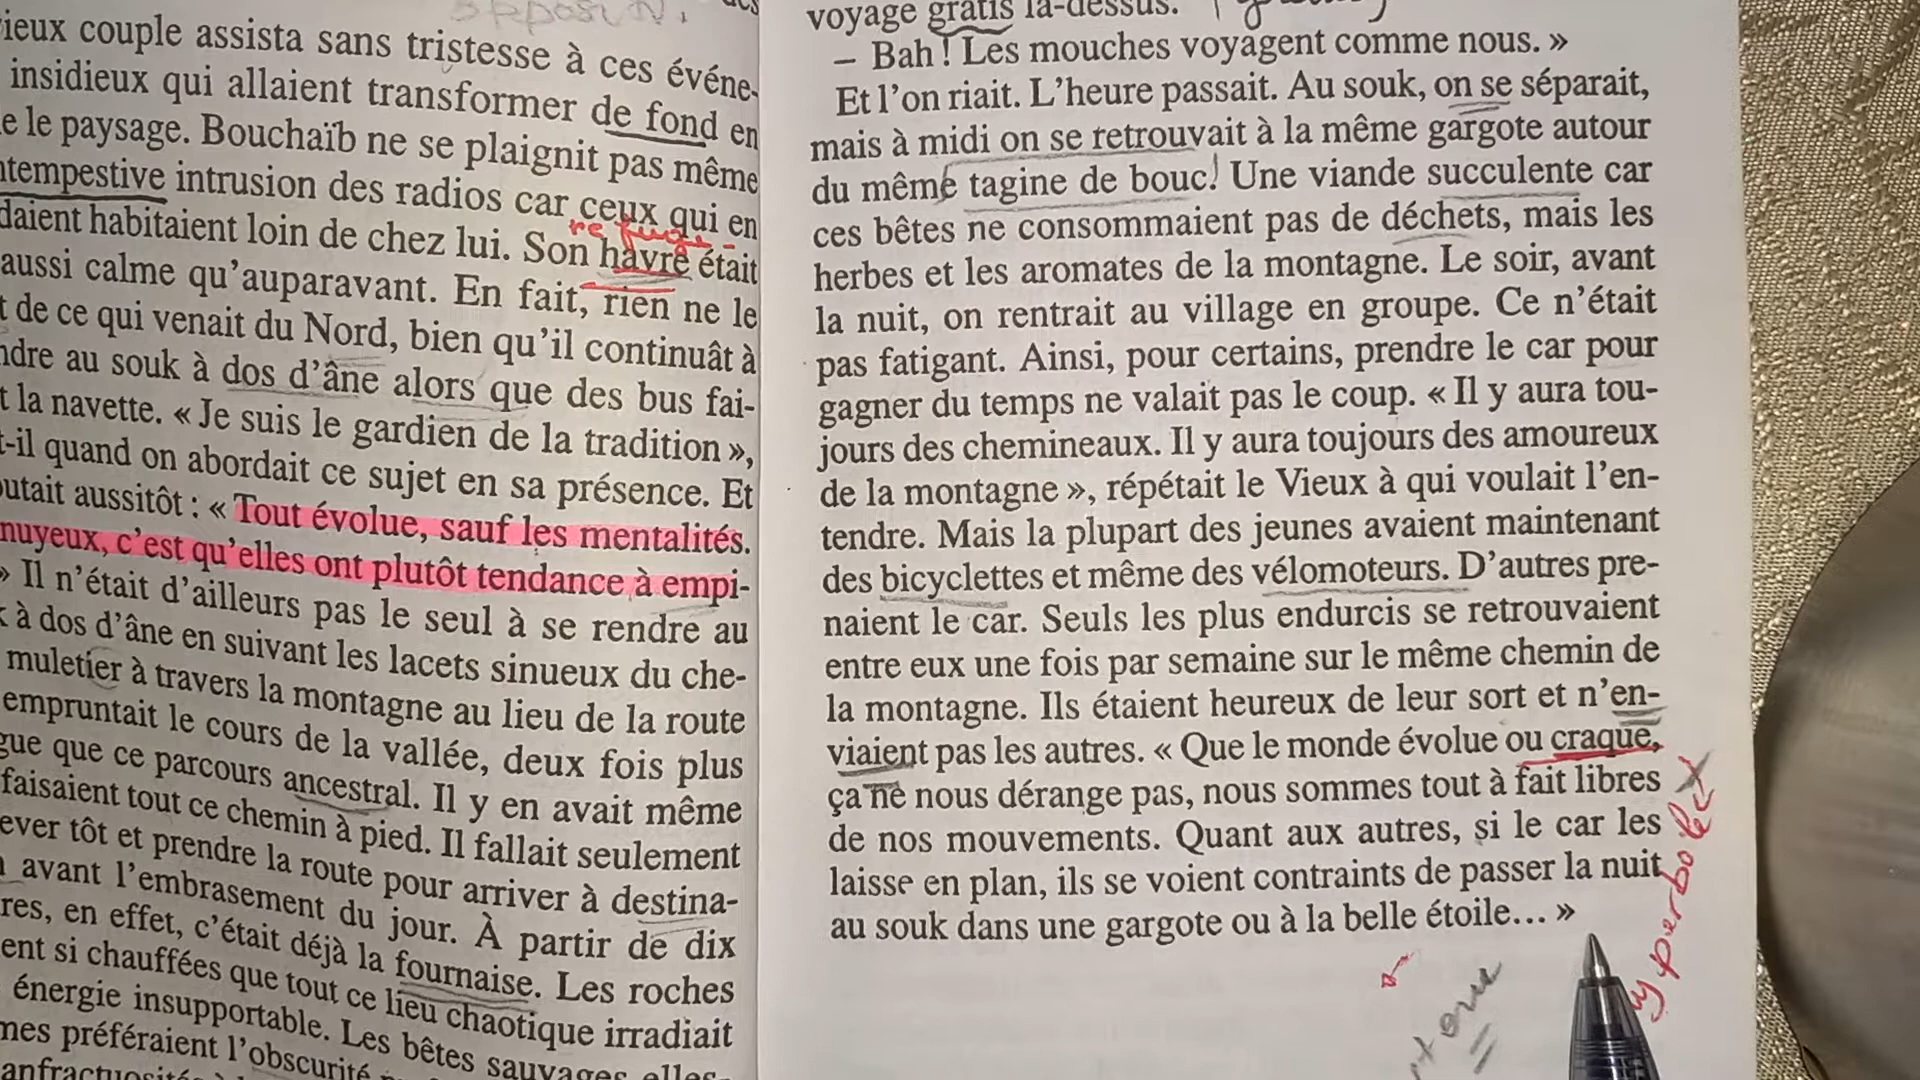 ieux couple assista sans tristesse à ces événe-
insidieux qui allaient transformer de fond en
e le paysage. Bouchaïb ne se plaignit pas même
ntempestive intrusion des radios car ceux qui en
refuge
daient habitaient loin de chez lui. Son havre était
aussi calme qu'auparavant. En fait, rien ne le
t de ce qui venait du Nord, bien qu'il continuât à
ndre au souk à dos d'âne alors que des bus fai-
t la navette. « Je suis le gardien de la tradition »,
t-il quand on abordait ce sujet en sa présence. Et
outait aussitôt : « Tout évolue, sauf les mentalités.
nuyeux, c'est qu'elles ont plutôt tendance à empi-
» Il n'était d'ailleurs pas le seul à se rendre au
à dos d'âne en suivant les lacets sinueux du che-
muletier à travers la montagne au lieu de la route
empruntait le cours de la vallée, deux fois plus
gue que ce parcours ancestral. Il y en avait même
faisaient tout ce chemin à pied. Il fallait seulement
ever tôt et prendre la route pour arriver à destina-
avant l'embrasement du jour. À partir de dix
res, en effet, c'était déjà la fournaise. Les roches
ent si chauffées que tout ce lieu chaotique irradiait
énergie insupportable. Les bêtes sauvages elles-
mes préféraient l'obscurité
voyage gratis là-dessus.
– Bah ! Les mouches voyagent comme nous. »
Et l'on riait. L'heure passait. Au souk, on se séparait,
mais à midi on se retrouvait à la même gargote autour
du même tagine de bouc! Une viande succulente car
ces bêtes ne consommaient pas de déchets, mais les
herbes et les aromates de la montagne. Le soir, avant
la nuit, on rentrait au village en groupe. Ce n'était
pas fatigant. Ainsi, pour certains, prendre le car pour
gagner du temps ne valait pas le coup. « Il y aura tou-
jours des chemineaux. Il y aura toujours des amoureux
de la montagne », répétait le Vieux à qui voulait l'en-
tendre. Mais la plupart des jeunes avaient maintenant
des bicyclettes et même des vélomoteurs. D'autres pre-
naient le car. Seuls les plus endurcis se retrouvaient
entre eux une fois par semaine sur le même chemin de
la montagne. Ils étaient heureux de leur sort et n'en-
viaient pas les autres. « Que le monde évolue ou craque,
ça ne nous dérange pas, nous sommes tout à fait libres
de nos mouvements. Quant aux autres, si le car les
laisse en plan, ils se voient contraints de passer la nuit
au souk dans une gargote ou à la belle étoile… »